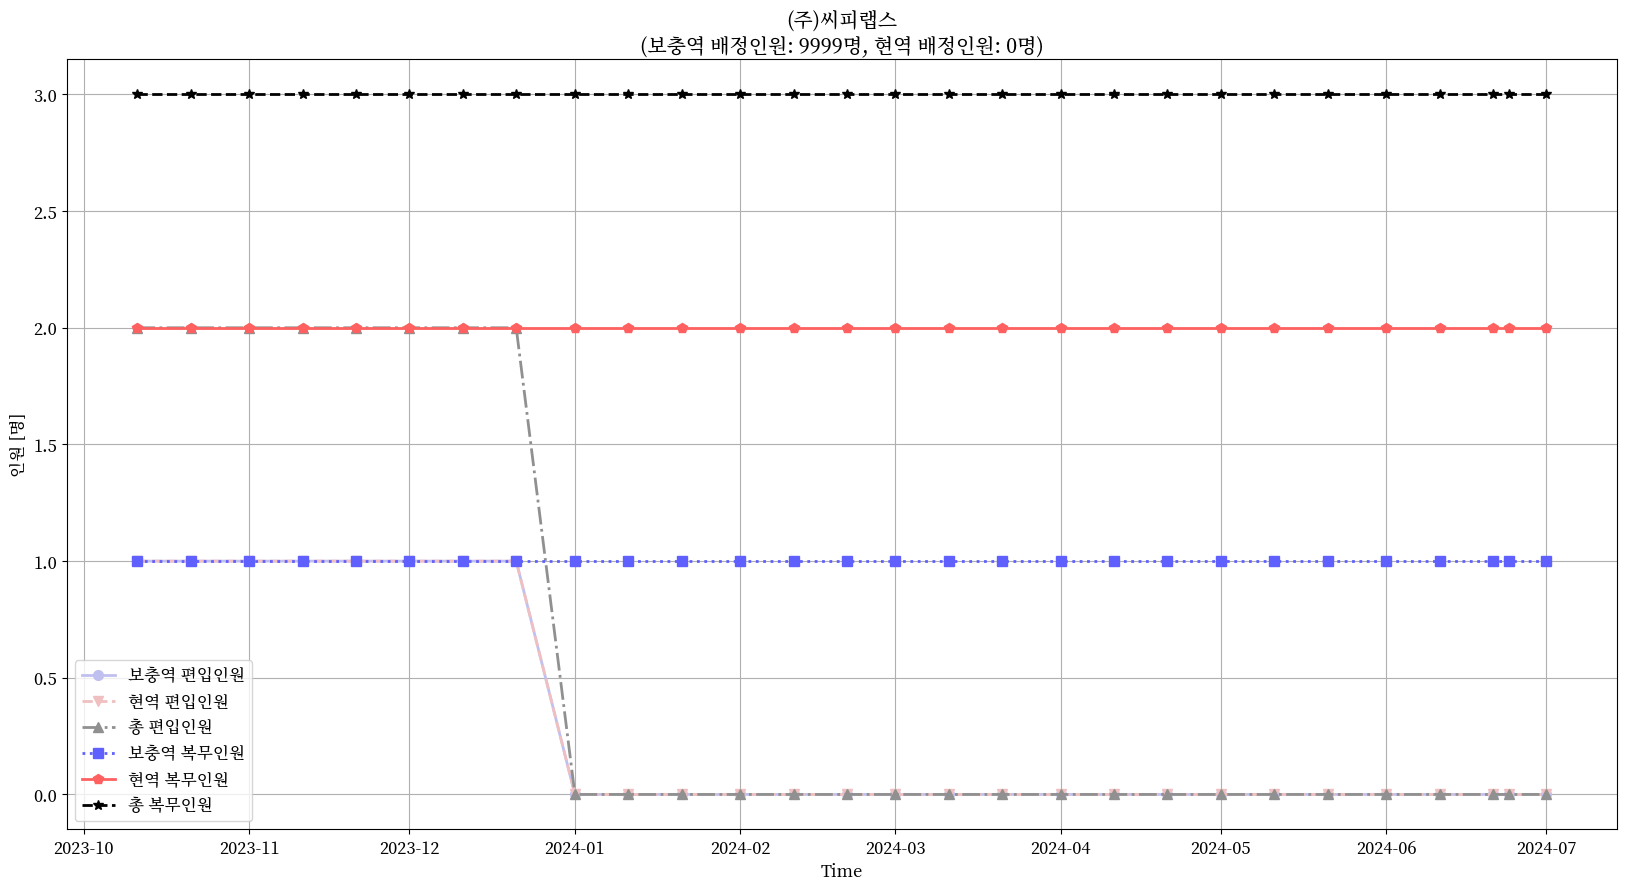 (주)씨피랩스
(보충역 배정인원: 9999명, 현역 배정인원: 0명)
인원 [명]
3.0
2.5
2.0
1.5
1.0
0.5
0.0
보충역 편입인원
현역 편입인원
총 편입인원
보충역 복무인원
현역 복무인원
총 복무인원
2023-10 2023-11 2023-12 2024-01 2024-02 2024-03 2024-04 2024-05 2024-06 2024-07
Time